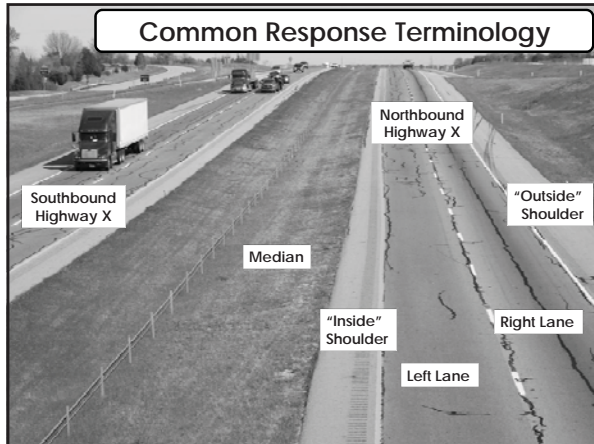 Common Response Terminology
Northbound
Highway X
Southbound
Highway X
"Outside"
Shoulder
Median
"Inside"
Shoulder
Right Lane
Left Lane